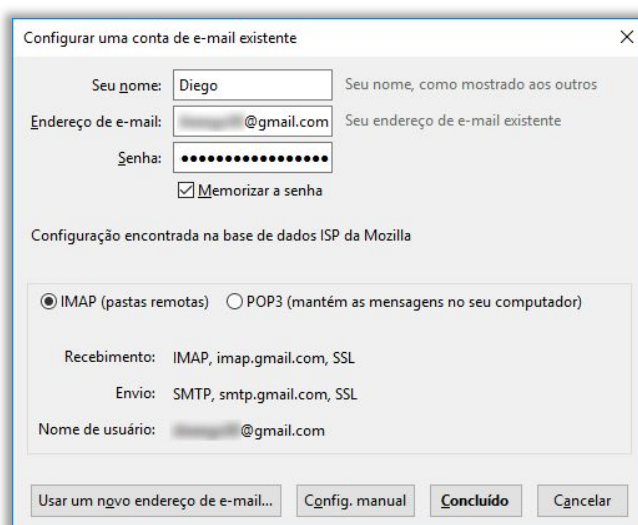 Configurar uma conta de e-mail existente
Seu nome: Diego Seu nome, como mostrado aos outros
Endereço de e-mail: @gmail.com Seu endereço de e-mail existente
Senha: ●●●●●●●●●●●●●●●●●
Memorizar a senha
Configuração encontrada na base de dados ISP da Mozilla
IMAP (pastas remotas) POP3 (mantém as mensagens no seu computador)
Recebimento: IMAP, imap.gmail.com, SSL
Envio: SMTP, smtp.gmail.com, SSL
Nome de usuário: @gmail.com
Usar um novo endereço de e-mail... Config. manual Concluído Cancelar